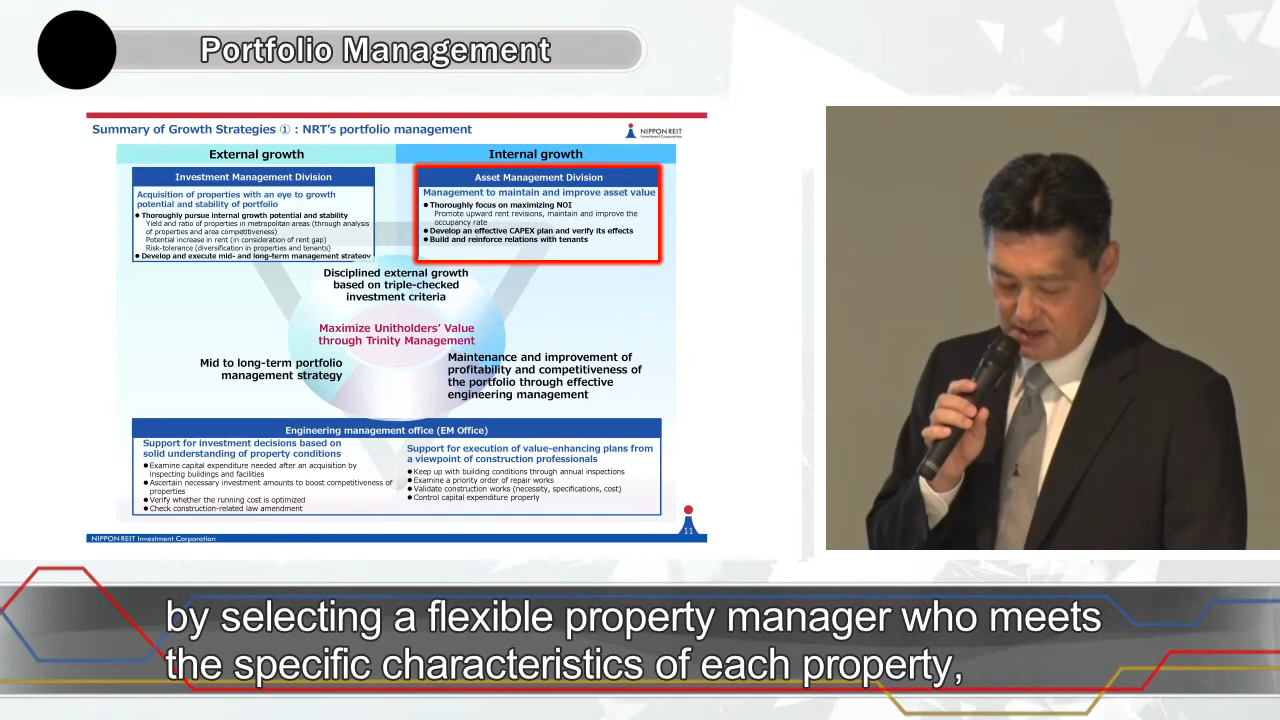 Portfolio Management
Summary of Growth Strategies ① : NRT's portfolio management
NIPPON REIT
Investment Corporation
External growth
Internal growth
Investment Management Division
Acquisition of properties with an eye to growth
potential and stability of portfolio
● Thoroughly pursue internal growth potential and stability
Yield and ratio of properties in metropolitan areas (through analysis
of properties and area competitiveness)
Potential increase in rent (in consideration of rent gap)
Risk-tolerance (diversification in properties and tenants)
● Develop and execute mid- and long-term management strategy
Asset Management Division
Management to maintain and improve asset value
● Thoroughly focus on maximizing NOI
Promote upward rent revisions, maintain and improve the
occupancy rate
● Develop an effective CAPEX plan and verify its effects
● Build and reinforce relations with tenants
Disciplined external growth
based on triple-checked
investment criteria
Maximize Unitholders' Value
through Trinity Management
Mid to long-term portfolio
management strategy
Maintenance and improvement of
profitability and competitiveness of
the portfolio through effective
engineering management
Engineering management office (EM Office)
Support for investment decisions based on
solid understanding of property conditions
● Examine capital expenditure needed after an acquisition by
inspecting buildings and facilities
● Ascertain necessary investment amounts to boost competitiveness of
properties
● Verify whether the running cost is optimized
● Check construction-related law amendment
Support for execution of value-enhancing plans from
a viewpoint of construction professionals
● Keep up with building conditions through annual inspections
● Examine a priority order of repair works
● Validate construction works (necessity, specifications, cost)
● Control capital expenditure properly
11
NIPPON REIT Investment Corporation
by selecting a flexible property manager who meets
the specific characteristics of each property,